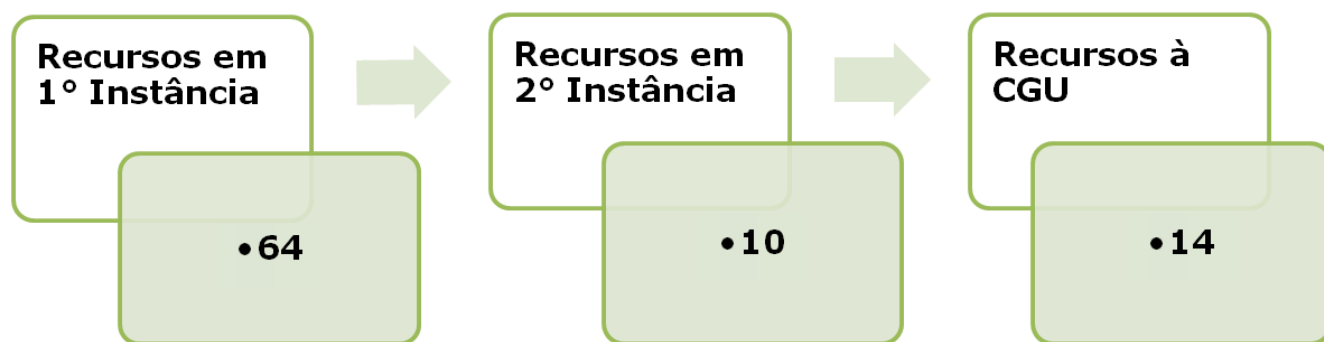 Recursos em
1° Instância
•64
Recursos em
2° Instância
•10
Recursos à
CGU
•14